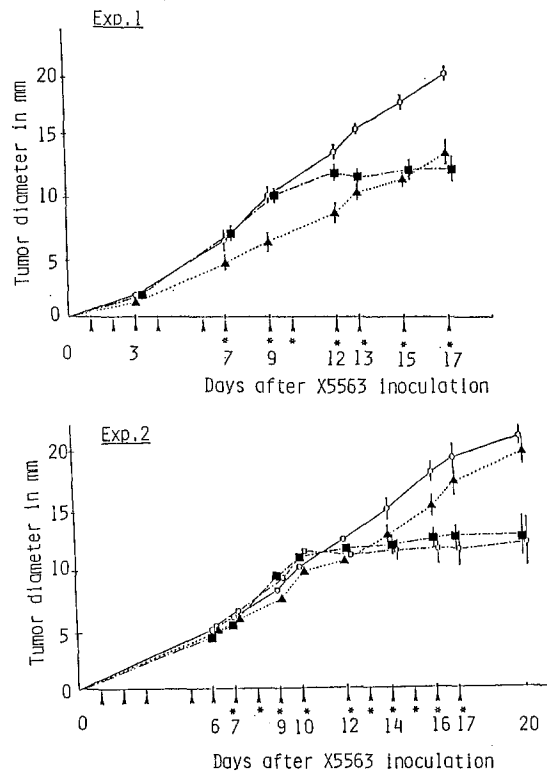 Exp.1
20
15
10
5
0
Tumor diameter in mm
* * * * * * *
0 3 7 9 12 13 15 17
Days after X5563 inoculation
Exp.2
20
15
10
5
0
Tumor diameter in mm
* * * * * * * * * *
0 6 7 9 10 12 14 16 17 20
Days after X5563 inoculation